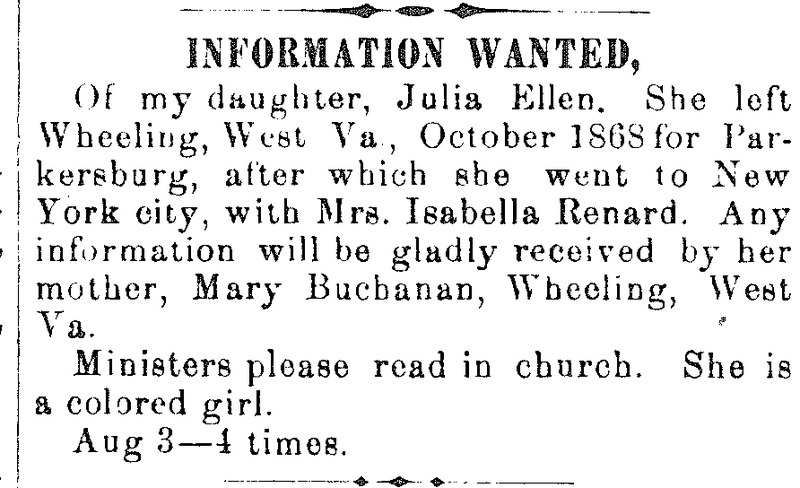 INFORMATION WANTED,
Of my daughter, Julia Ellen. She left
Wheeling, West Va., October 1868 for Par-
kersburg, after which she went to New
York city, with Mrs. Isabella Renard. Any
information will be gladly received by her
mother, Mary Buchanan, Wheeling, West
Va.
Ministers please read in church. She is
a colored girl.
Aug 3—4 times.